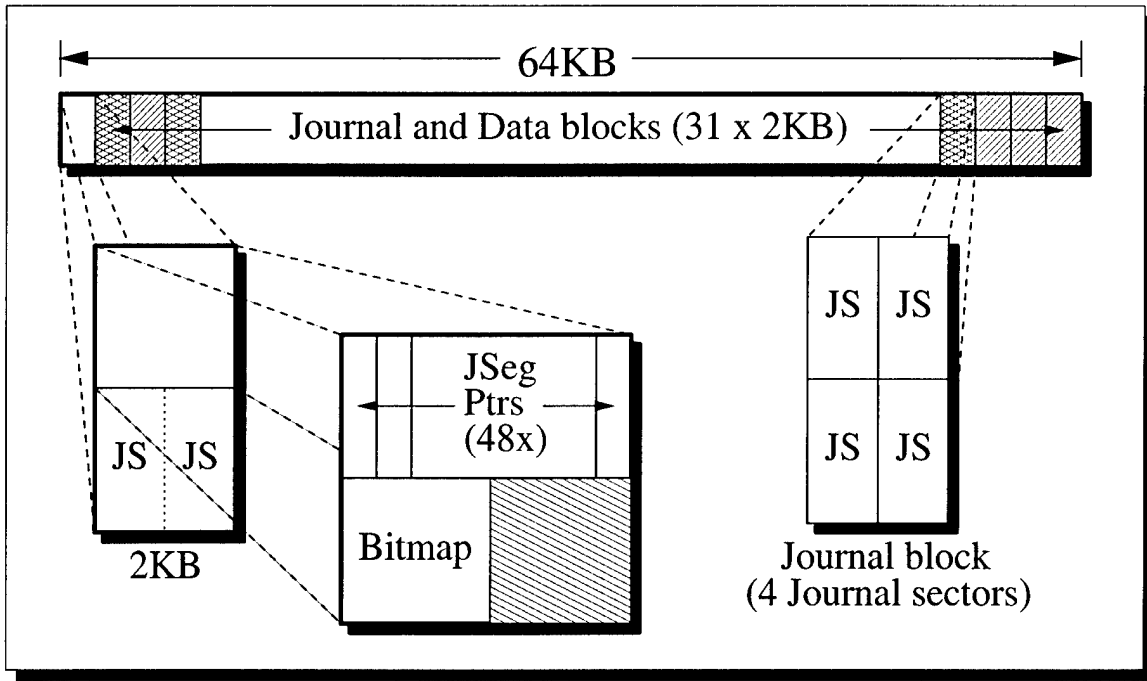 64KB
Journal and Data blocks (31 x 2KB)
JS JS
2KB
JSeg
Ptrs
(48x)
Bitmap
JS JS
JS JS
Journal block
(4 Journal sectors)